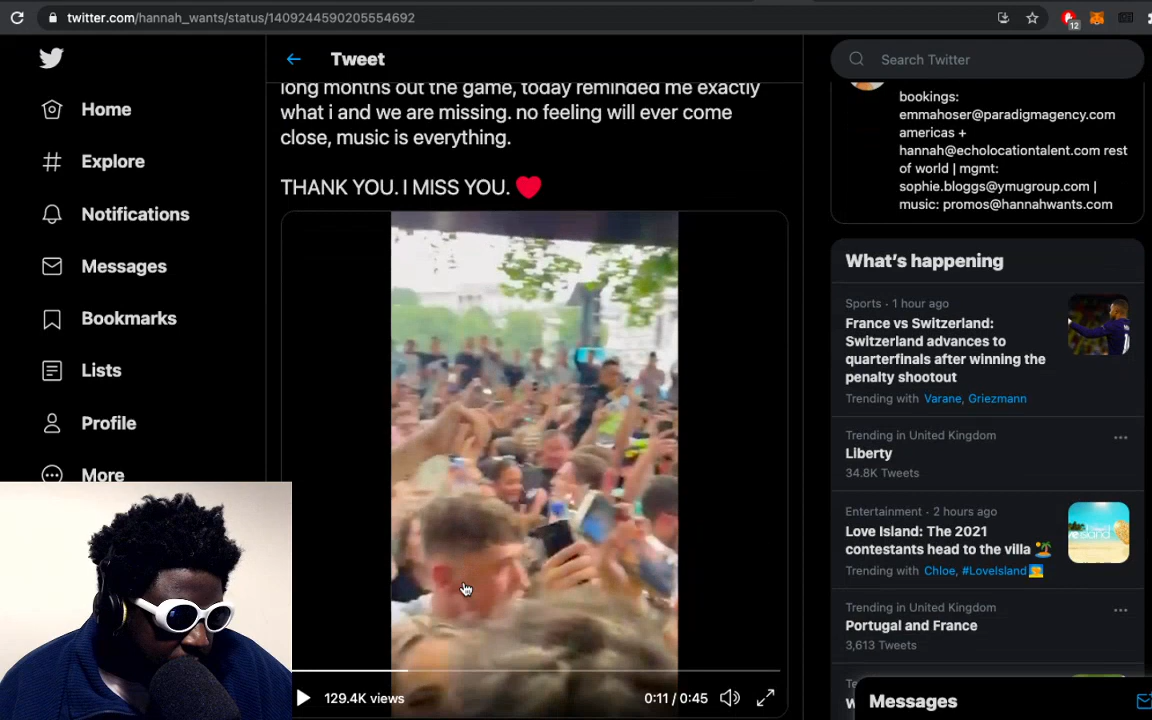 twitter.com/hannah_wants/status/1409244590205554692
12
Home
Explore
Notifications
Messages
Bookmarks
Lists
Profile
More
Tweet
long months out the game, today reminded me exactly
what i and we are missing. no feeling will ever come
close, music is everything.
THANK YOU. I MISS YOU. ❤️
129.4K views
0:11 / 0:45
Search Twitter
bookings:
emmahoser@paradigmagency.com
americas +
hannah@echolocationtalent.com rest
of world | mgmt:
sophie.bloggs@ymugroup.com |
music: promos@hannahwants.com
What's happening
Sports · 1 hour ago
France vs Switzerland:
Switzerland advances to
quarterfinals after winning the
penalty shootout
Trending with Varane, Griezmann
Trending in United Kingdom
Liberty
34.8K Tweets
Entertainment · 2 hours ago
Love Island: The 2021
contestants head to the villa 🏝️
Trending with Chloe, #LoveIsland
Trending in United Kingdom
Portugal and France
3,613 Tweets
Messages